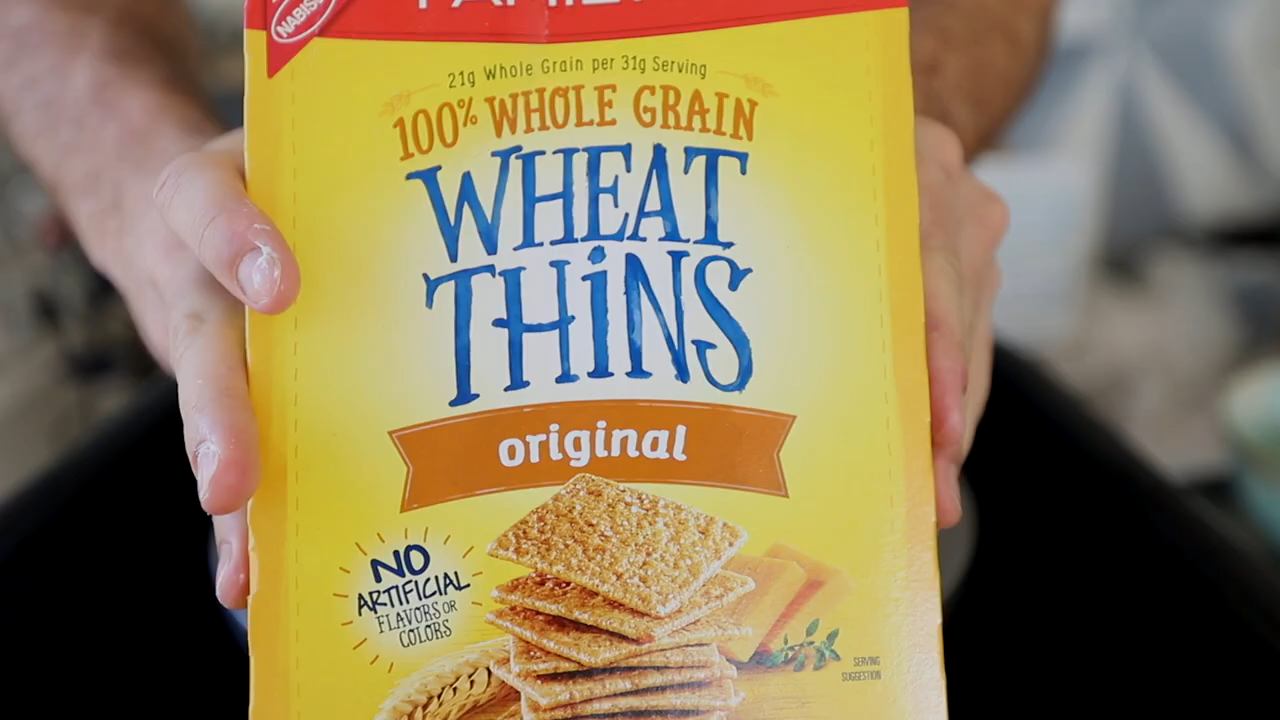 NABISCO
FAMILY
21g Whole Grain per 31g Serving
100% WHOLE GRAIN
WHEAT
THiNS
original
NO
ARTIFICIAL
FLAVORS OR
COLORS
SERVING
SUGGESTION